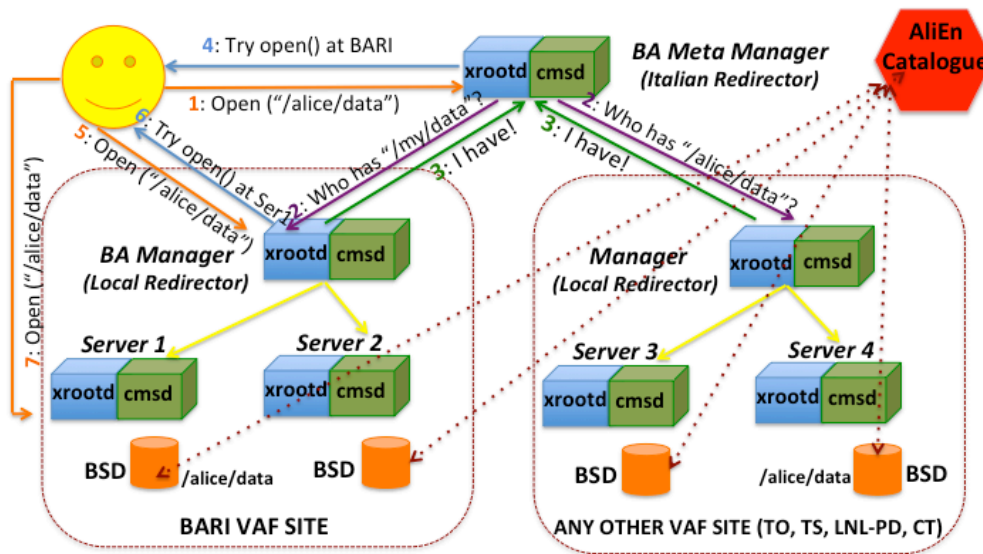 4: Try open() at BARI
xrootd
cmsd
BA Meta Manager
(Italian Redirector)
AliEn
Catalogue
1: Open ("/alice/data")
2: Who has "/my/data"?
3: I have!
2: Who has "/alice/data"?
3: I have!
6: Try open() at Ser1
5: Open ("/alice/data")
7: Open ("/alice/data")
BA Manager
(Local Redirector)
xrootd
cmsd
Manager
(Local Redirector)
xrootd
cmsd
Server 1
xrootd
cmsd
Server 2
xrootd
cmsd
Server 3
xrootd
cmsd
Server 4
xrootd
cmsd
BSD
/alice/data
BSD
BSD
/alice/data
BSD
BARI VAF SITE
ANY OTHER VAF SITE (TO, TS, LNL-PD, CT)